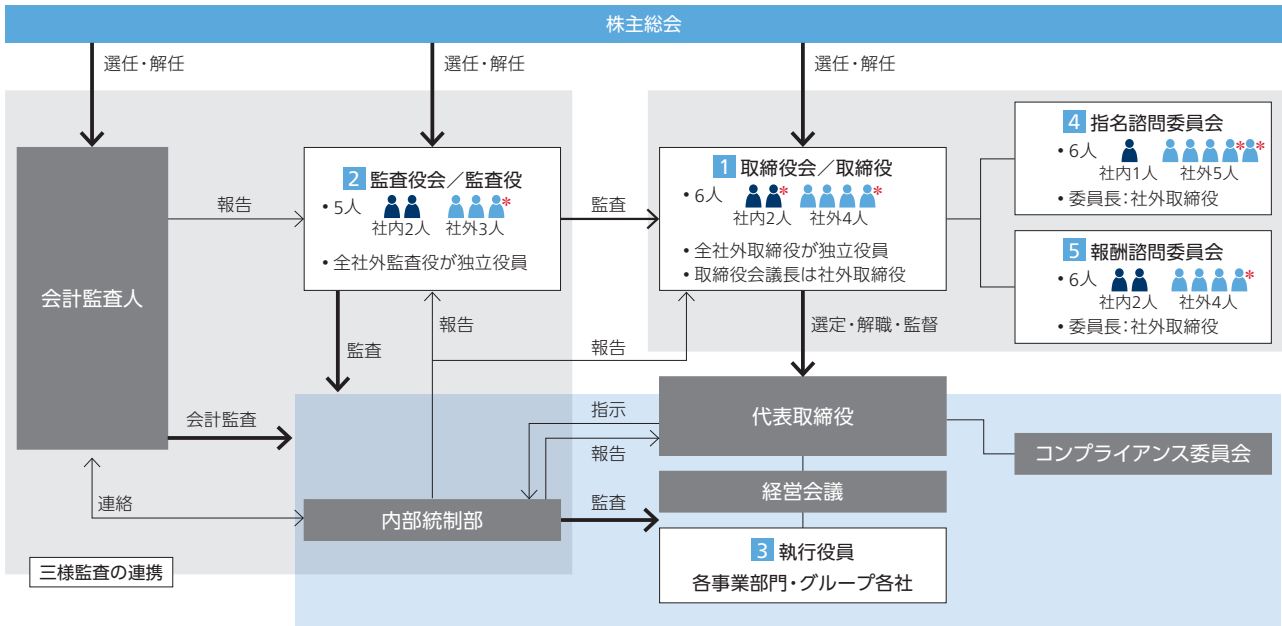 株主総会
選任・解任
選任・解任
選任・解任
会計監査人
報告
2 監査役会／監査役
• 5人
社内2人 社外3人
*
• 全社外監査役が独立役員
監査
1 取締役会／取締役
• 6人
* *
社内2人 社外4人
• 全社外取締役が独立役員
• 取締役会議長は社外取締役
4 指名諮問委員会
• 6人
* *
社内1人 社外5人
• 委員長：社外取締役
5 報酬諮問委員会
• 6人
*
社内2人 社外4人
• 委員長：社外取締役
監査
報告
報告
選定・解職・監督
会計監査
指示
報告
代表取締役
コンプライアンス委員会
連絡
内部統制部
監査
経営会議
3 執行役員
各事業部門・グループ各社
三様監査の連携